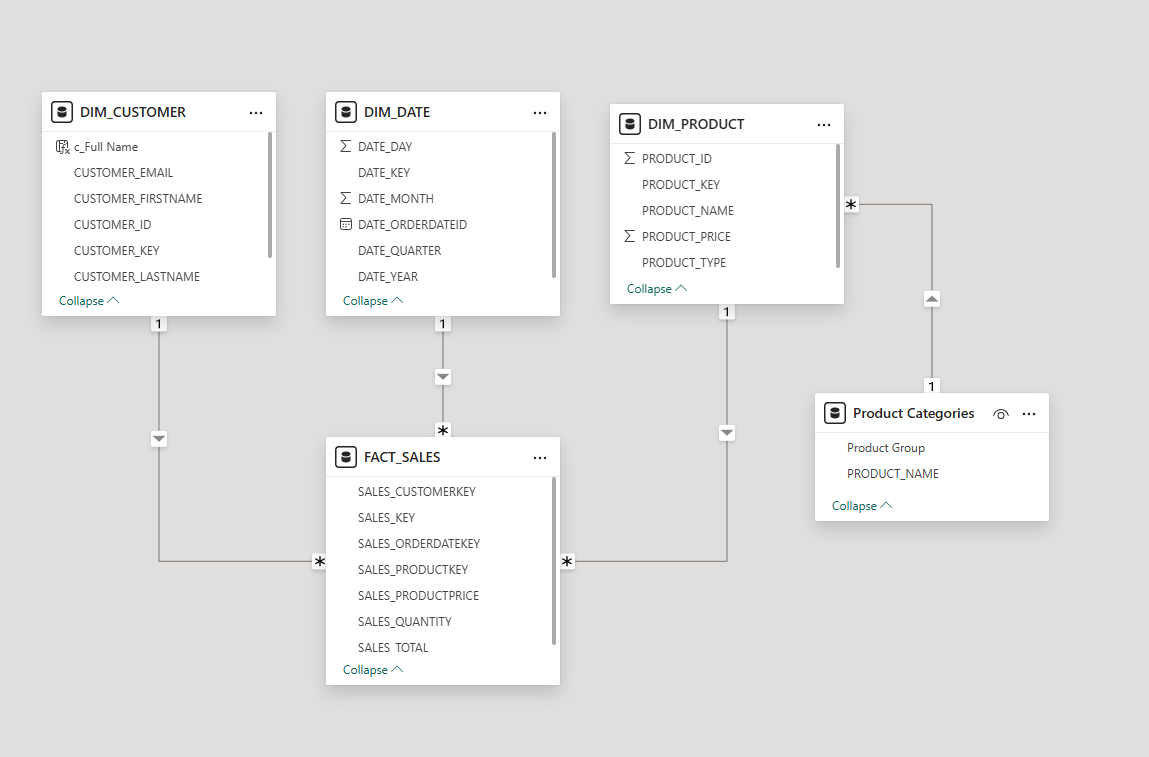 DIM_CUSTOMER
c_Full Name
CUSTOMER_EMAIL
CUSTOMER_FIRSTNAME
CUSTOMER_ID
CUSTOMER_KEY
CUSTOMER_LASTNAME
Collapse
1
DIM_DATE
DATE_DAY
DATE_KEY
DATE_MONTH
DATE_ORDERDATEID
DATE_QUARTER
DATE_YEAR
Collapse
1
*
DIM_PRODUCT
PRODUCT_ID
PRODUCT_KEY
PRODUCT_NAME
PRODUCT_PRICE
PRODUCT_TYPE
Collapse
1
*
1
Product Categories
Product Group
PRODUCT_NAME
Collapse
FACT_SALES
SALES_CUSTOMERKEY
SALES_KEY
SALES_ORDERDATEKEY
SALES_PRODUCTKEY
SALES_PRODUCTPRICE
SALES_QUANTITY
SALES_TOTAL
Collapse
*
*